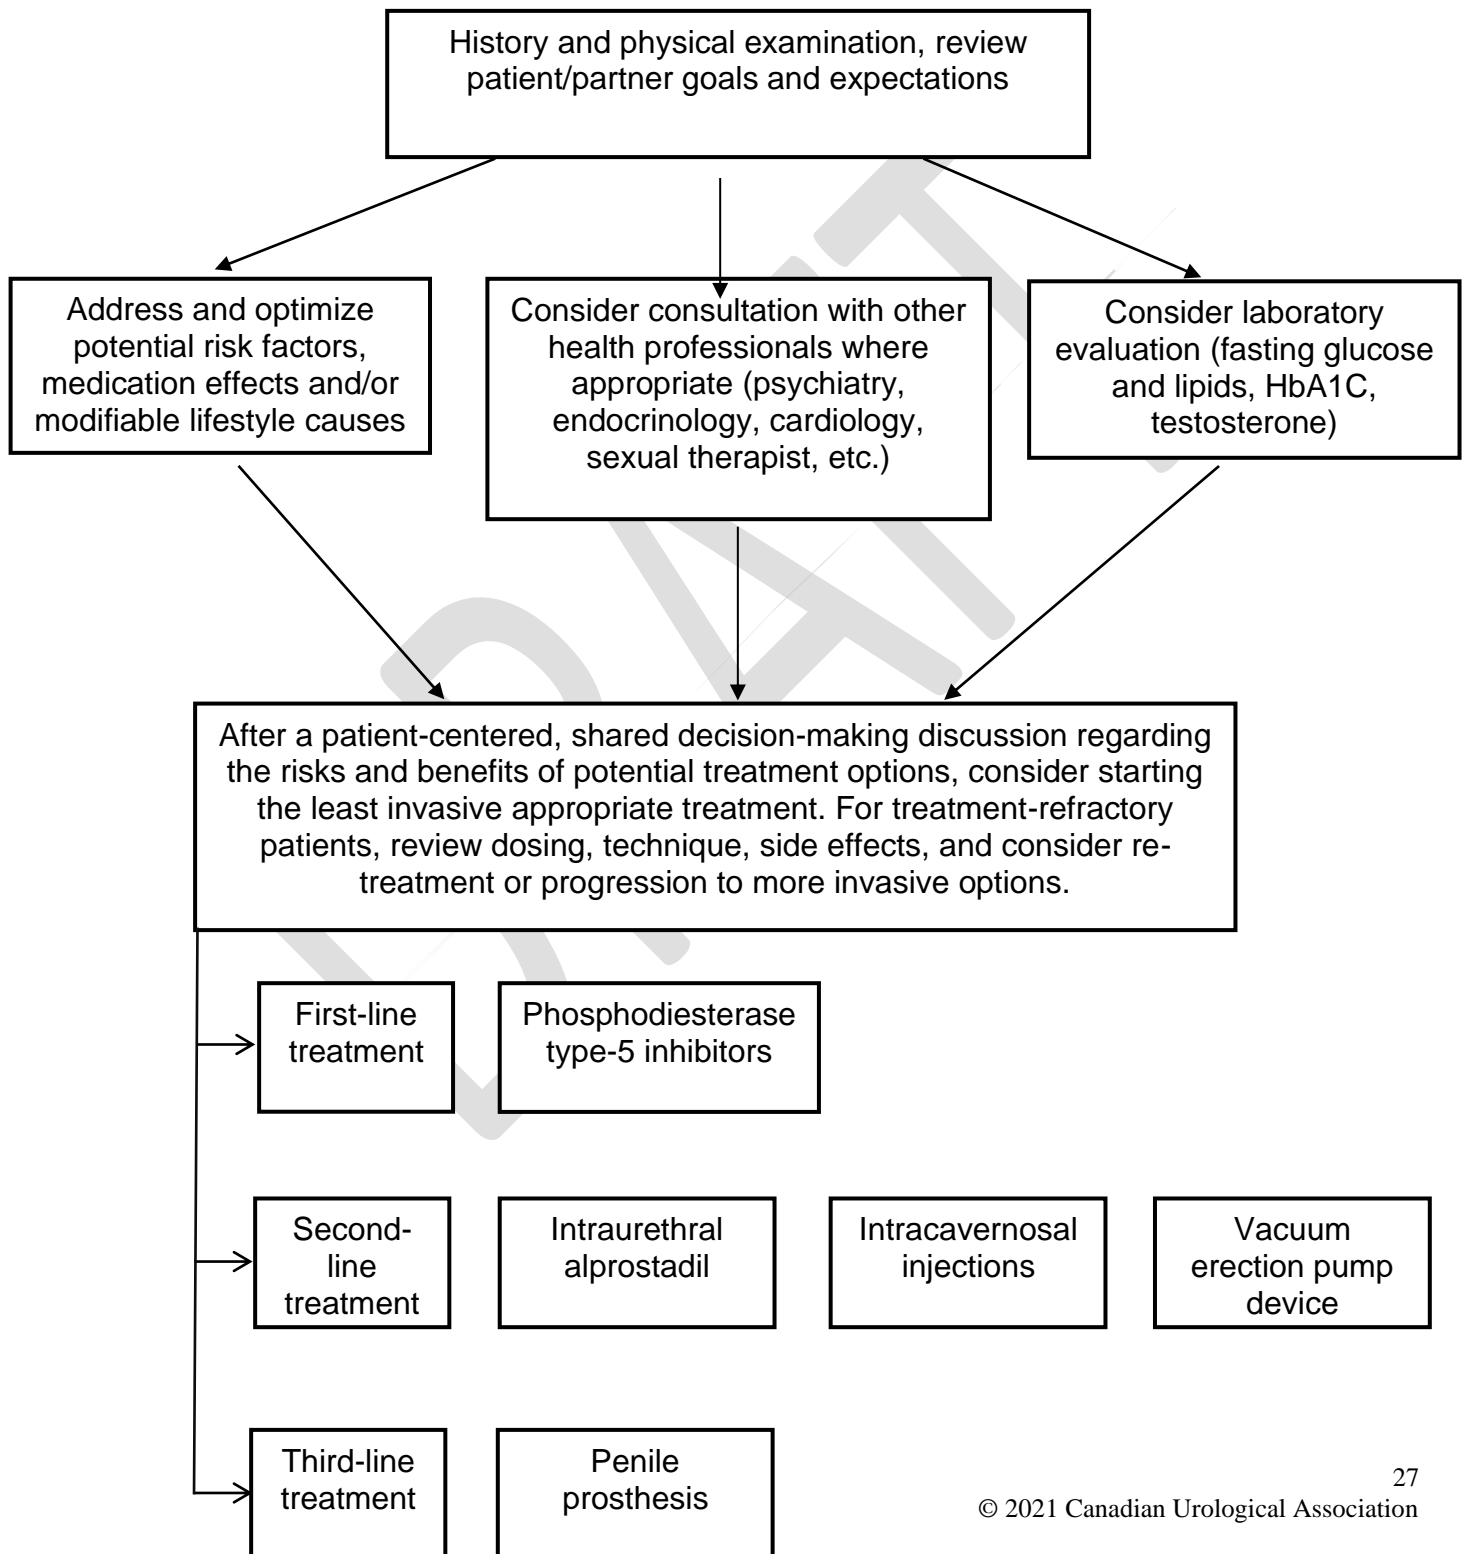 History and physical examination, review
patient/partner goals and expectations
Address and optimize
potential risk factors,
medication effects and/or
modifiable lifestyle causes
Consider consultation with other
health professionals where
appropriate (psychiatry,
endocrinology, cardiology,
sexual therapist, etc.)
Consider laboratory
evaluation (fasting glucose
and lipids, HbA1C,
testosterone)
After a patient-centered, shared decision-making discussion regarding
the risks and benefits of potential treatment options, consider starting
the least invasive appropriate treatment. For treatment-refractory
patients, review dosing, technique, side effects, and consider re-
treatment or progression to more invasive options.
First-line
treatment
Phosphodiesterase
type-5 inhibitors
Second-
line
treatment
Intraurethral
alprostadil
Intracavernosal
injections
Vacuum
erection pump
device
Third-line
treatment
Penile
prosthesis
27
© 2021 Canadian Urological Association
DRAFT